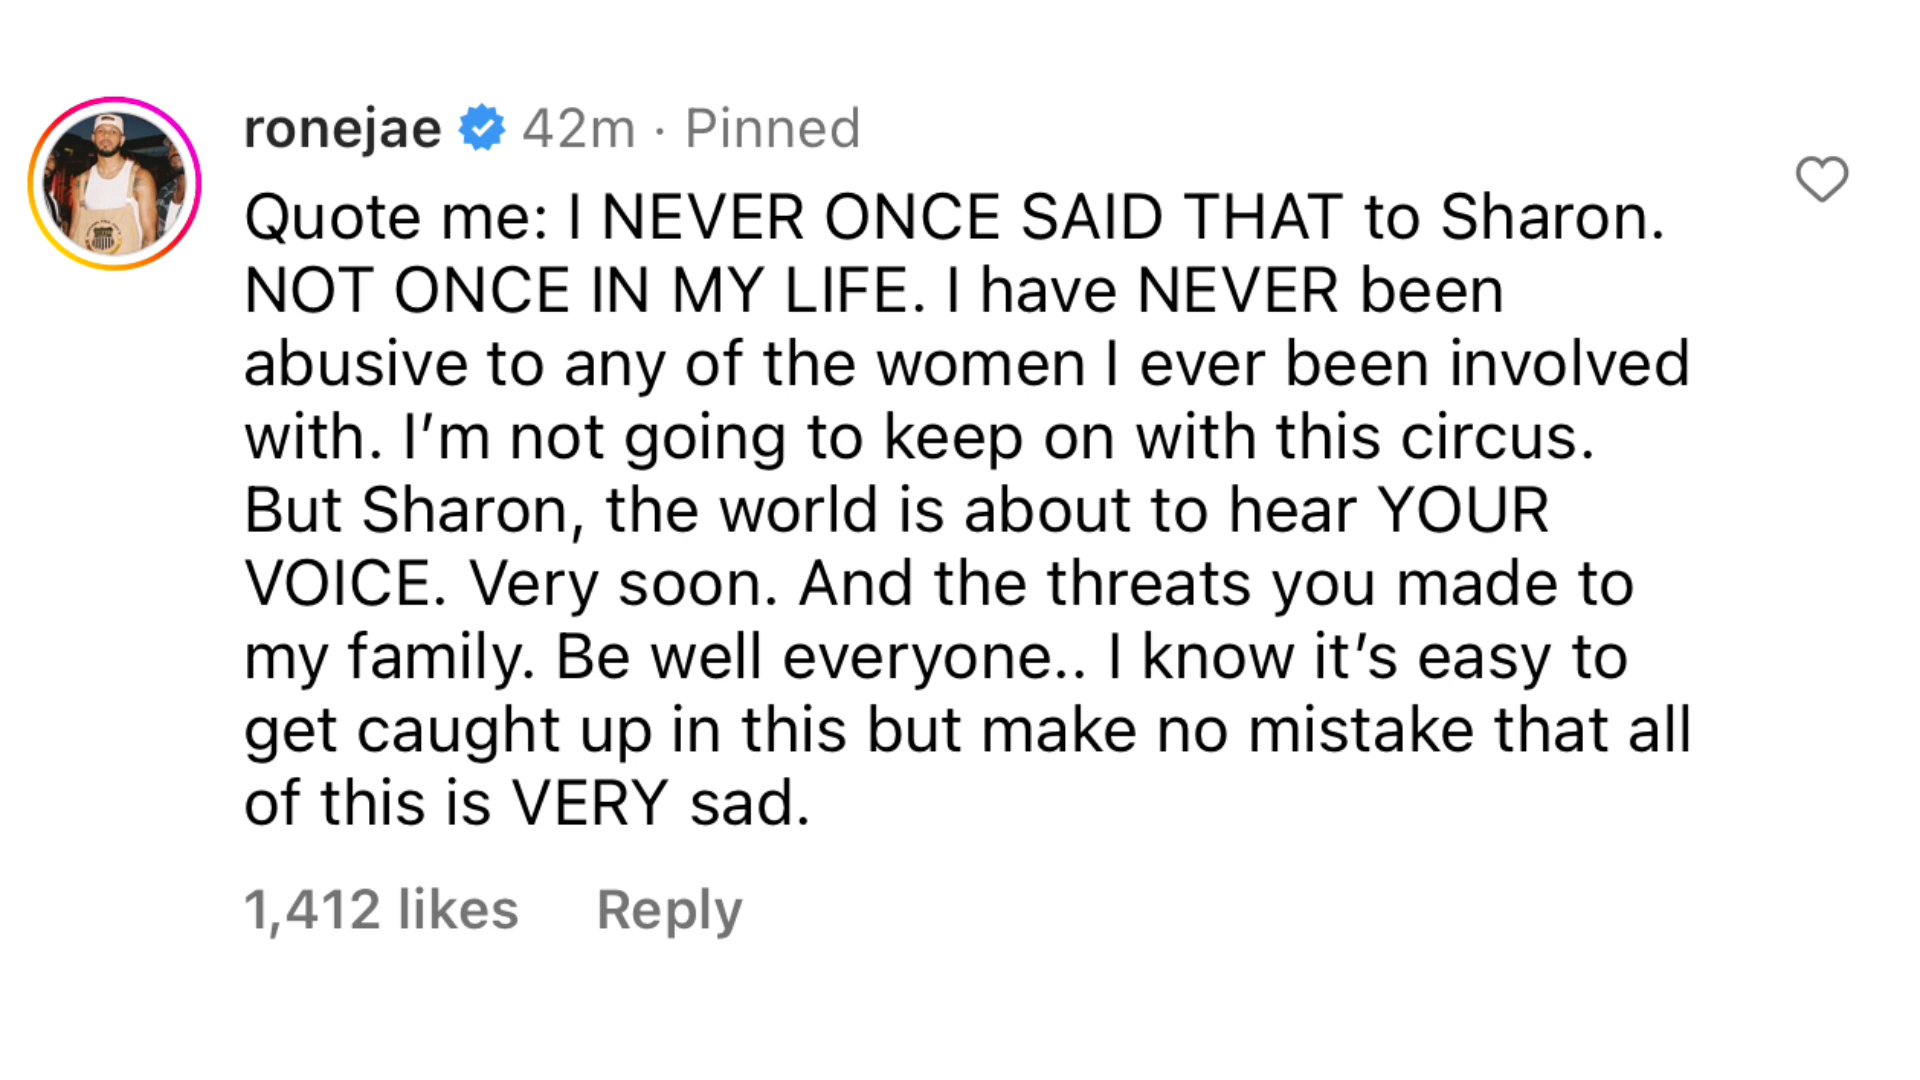 ronejae 42m · Pinned
Quote me: I NEVER ONCE SAID THAT to Sharon.
NOT ONCE IN MY LIFE. I have NEVER been
abusive to any of the women I ever been involved
with. I’m not going to keep on with this circus.
But Sharon, the world is about to hear YOUR
VOICE. Very soon. And the threats you made to
my family. Be well everyone.. I know it’s easy to
get caught up in this but make no mistake that all
of this is VERY sad.
1,412 likes Reply